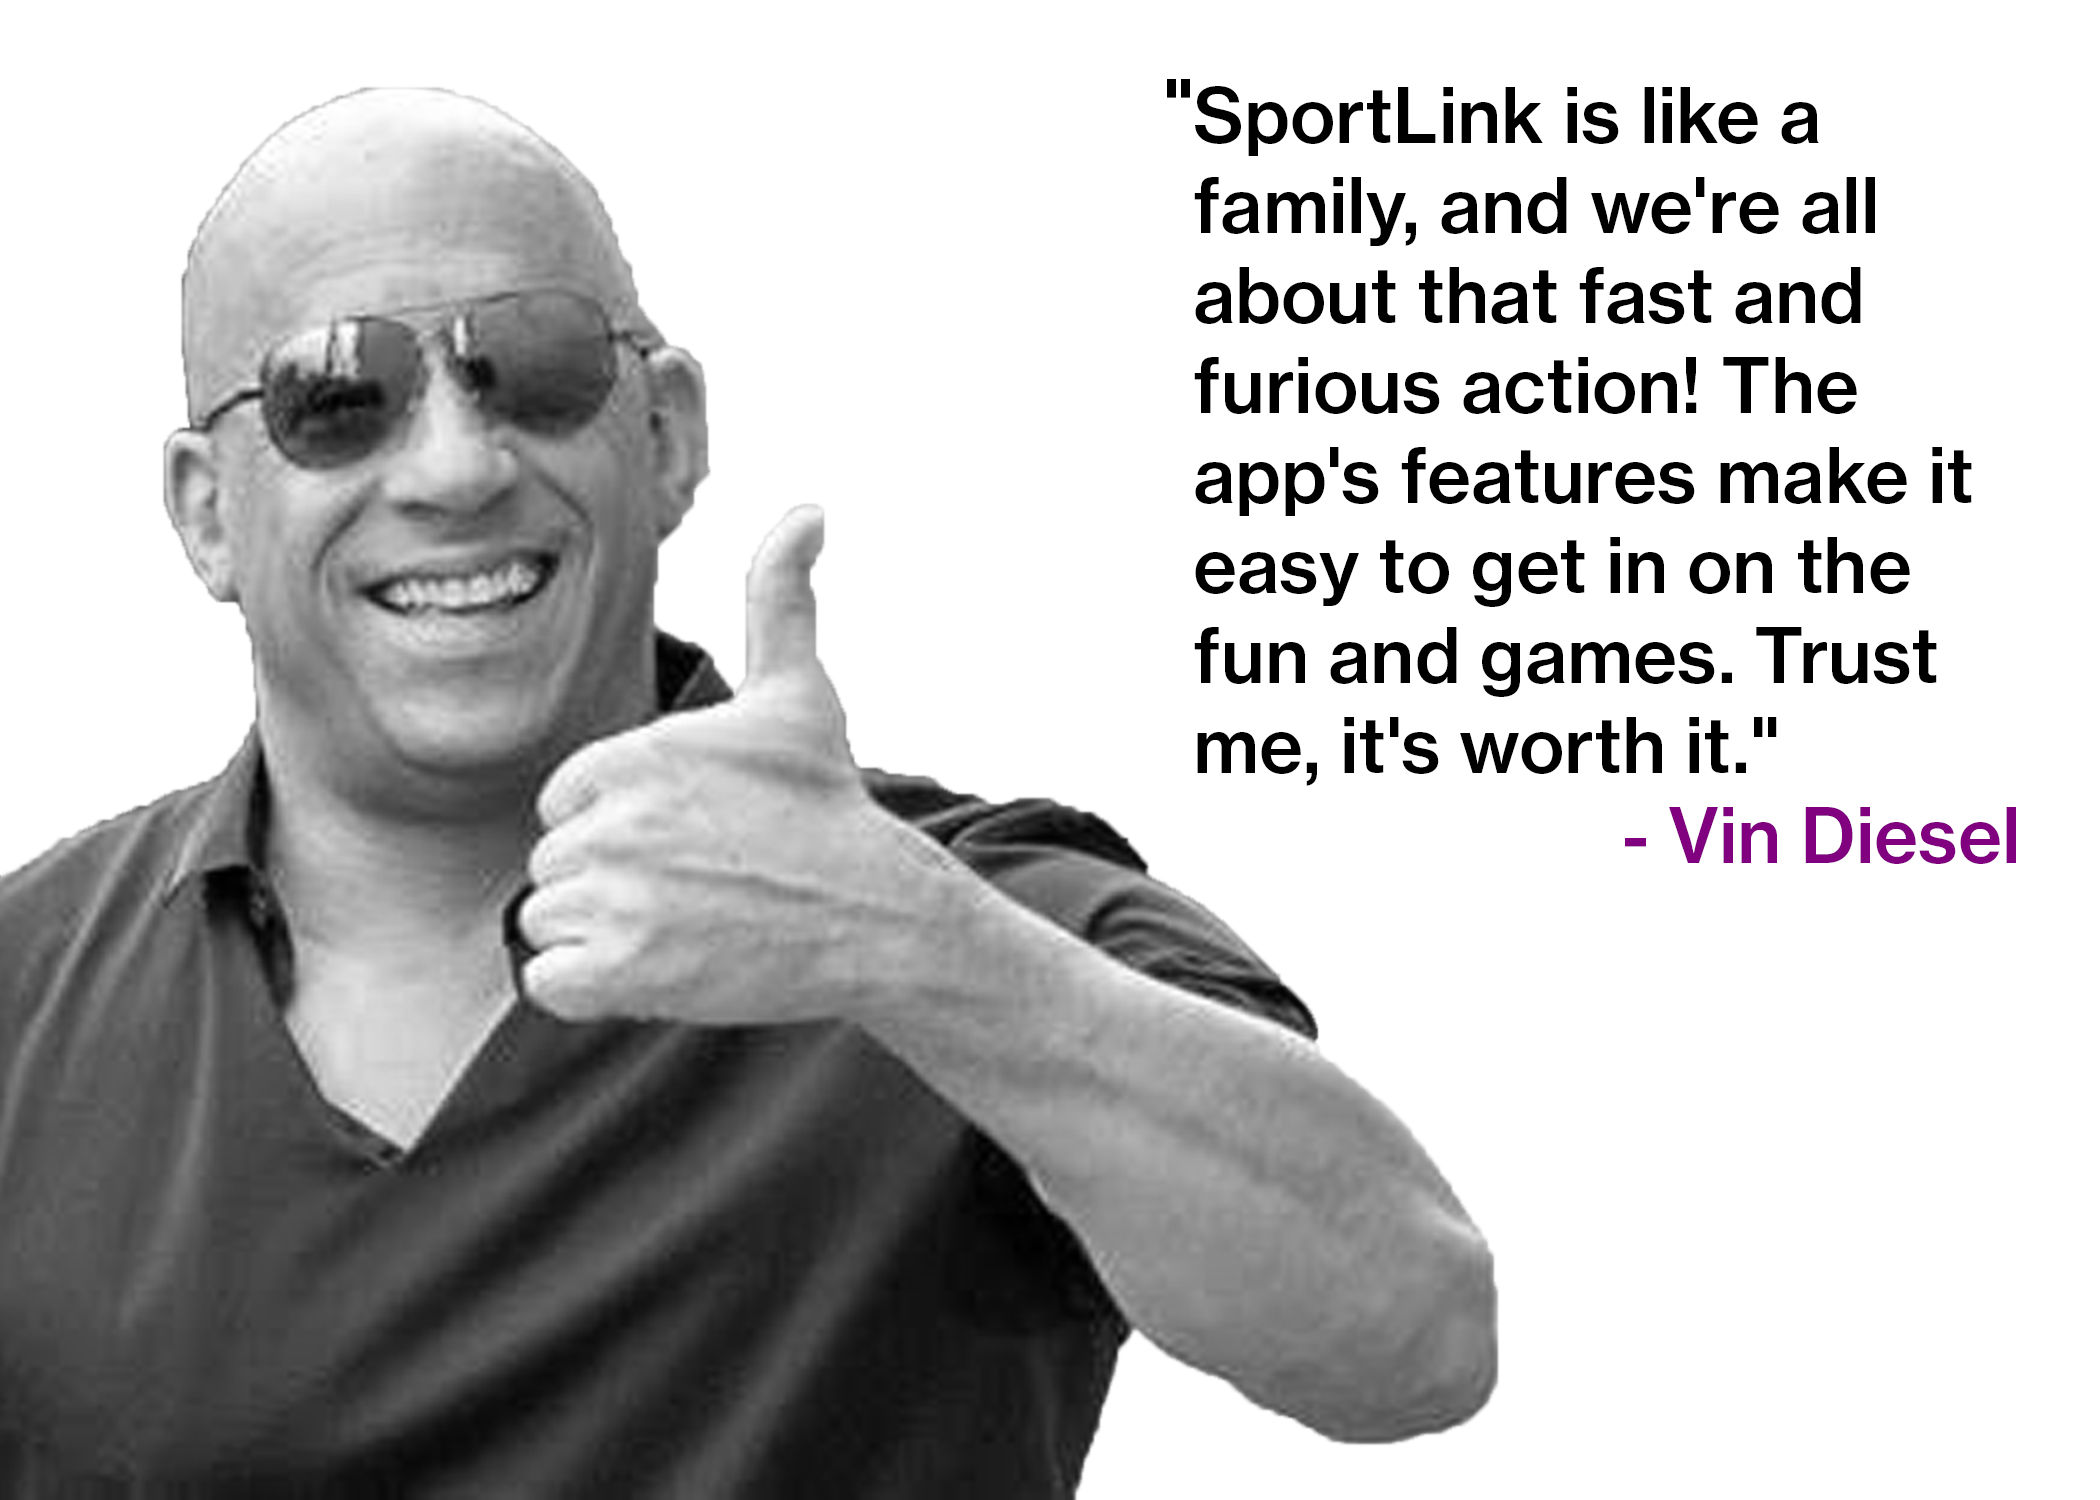 "SportLink is like a
family, and we're all
about that fast and
furious action! The
app's features make it
easy to get in on the
fun and games. Trust
me, it's worth it."
- Vin Diesel